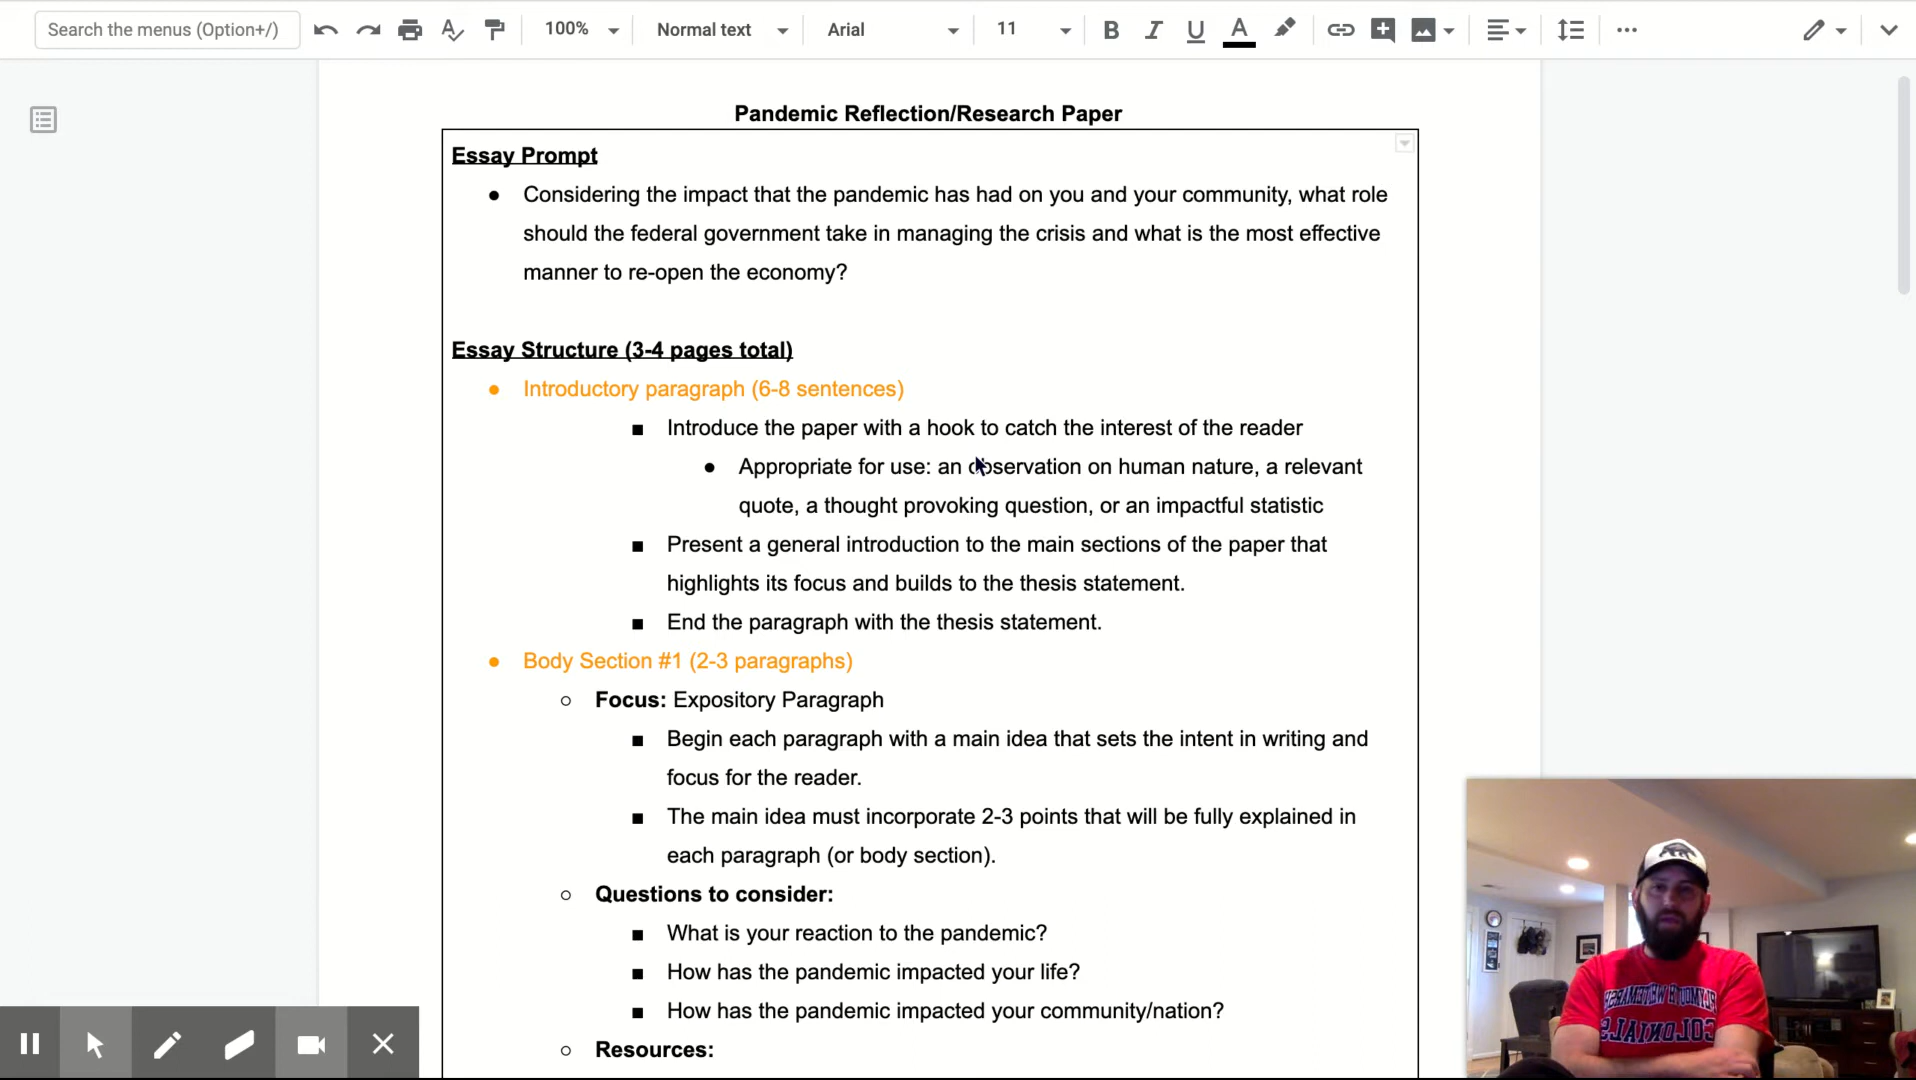 Search the menus (Option+/)
100%
Normal text
Arial
11
B
I
U
A
Pandemic Reflection/Research Paper
Essay Prompt
● Considering the impact that the pandemic has had on you and your community, what role
should the federal government take in managing the crisis and what is the most effective
manner to re-open the economy?
Essay Structure (3-4 pages total)
● Introductory paragraph (6-8 sentences)
■ Introduce the paper with a hook to catch the interest of the reader
● Appropriate for use: an observation on human nature, a relevant
quote, a thought provoking question, or an impactful statistic
■ Present a general introduction to the main sections of the paper that
highlights its focus and builds to the thesis statement.
■ End the paragraph with the thesis statement.
● Body Section #1 (2-3 paragraphs)
○ Focus: Expository Paragraph
■ Begin each paragraph with a main idea that sets the intent in writing and
focus for the reader.
■ The main idea must incorporate 2-3 points that will be fully explained in
each paragraph (or body section).
○ Questions to consider:
■ What is your reaction to the pandemic?
■ How has the pandemic impacted your life?
■ How has the pandemic impacted your community/nation?
○ Resources:
PLYMOUTH WHITEMARSH
COLONIALS